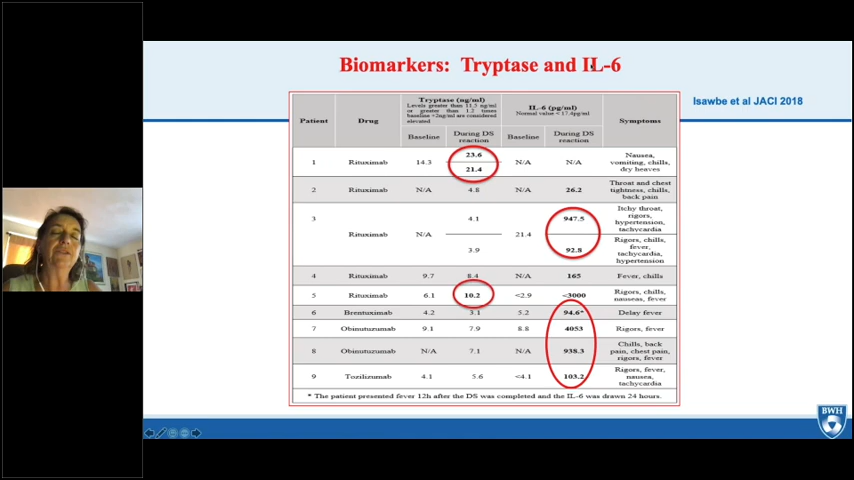 Biomarkers: Tryptase and IL-6
Isawbe et al JACI 2018
Patient Drug Tryptase (ng/ml) IL-6 (pg/ml) Symptoms
Levels greater than 11.5 ng/ml
or greater than 1.2 times
baseline +2ng/ml are considered
elevated
Normal value < 17.4pg/ml
Baseline During DS reaction Baseline During DS reaction
1 Rituximab 14.3 23.6 N/A N/A Nausea, vomiting, chills, dry heaves
21.4
2 Rituximab N/A 4.8 N/A 26.2 Throat and chest tightness, chills, back pain
3 Rituximab N/A 4.1 21.4 947.5 Itchy throat, rigors, hypertension, tachycardia
3.9 92.8 Rigors, chills, fever, tachycardia, hypertension
4 Rituximab 9.7 8.4 N/A 165 Fever, chills
5 Rituximab 6.1 10.2 <2.9 <3000 Rigors, chills, nauseas, fever
6 Brentuximab 4.2 3.1 5.2 94.6* Delay fever
7 Obinutuzumab 9.1 7.9 8.8 4053 Rigors, fever
8 Obinutuzumab N/A 7.1 N/A 938.3 Chills, back pain, chest pain, rigors, fever
9 Tozilizumab 4.1 5.6 <4.1 103.2 Rigors, fever, nausea, tachycardia
* The patient presented fever 12h after the DS was completed and the IL-6 was drawn 24 hours.
BWH